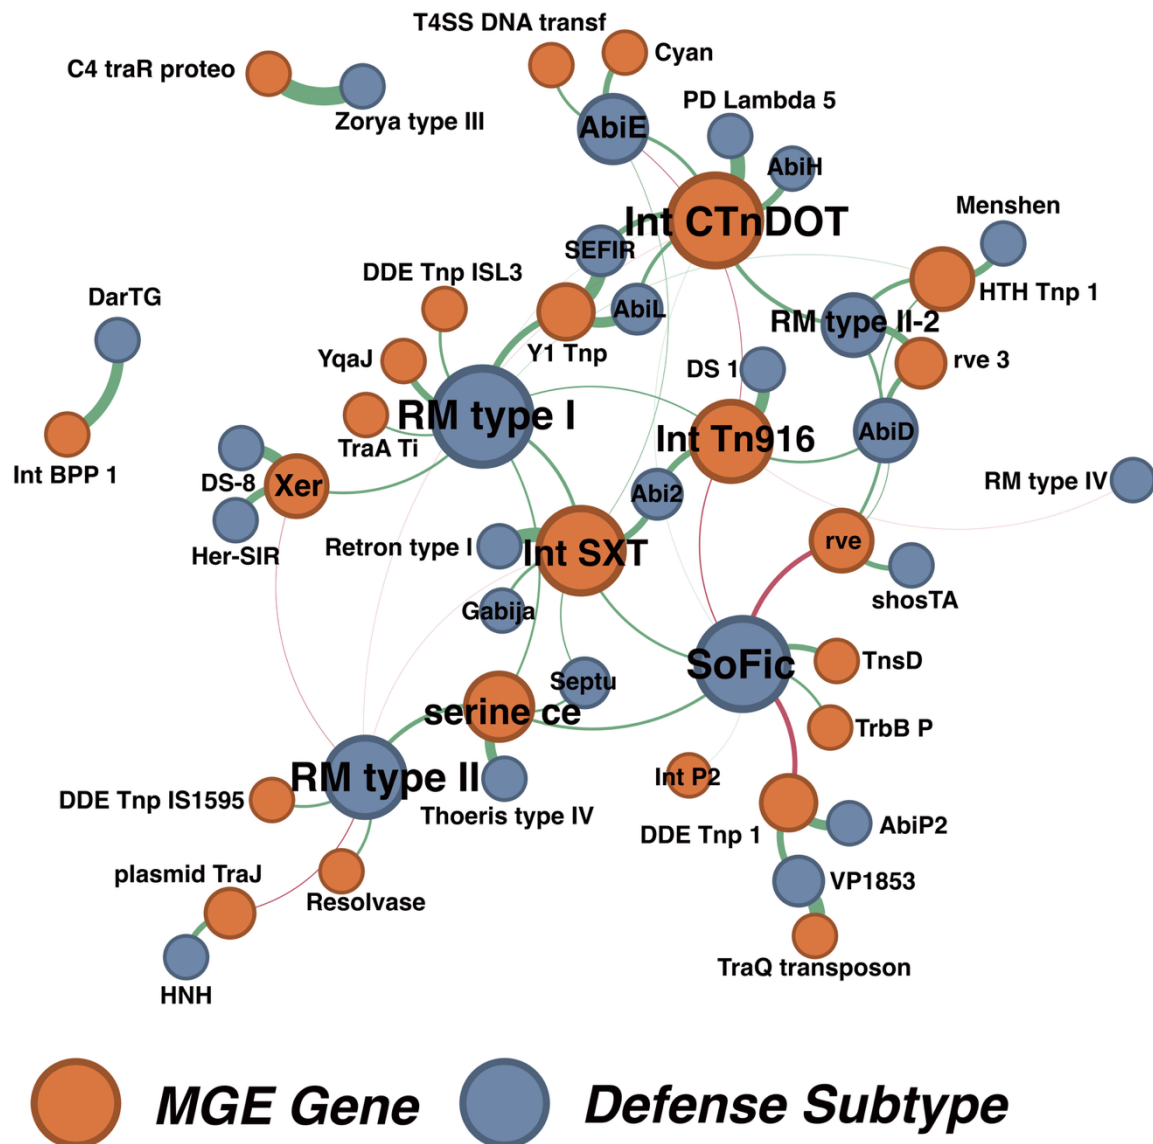 T4SS DNA transf
Cyan
C4 traR proteo
Zorya type III
AbiE
PD Lambda 5
AbiH
Int CTnDOT
Menshen
SEFIR
DDE Tnp ISL3
HTH Tnp 1
DarTG
AbiL
RM type II-2
YqaJ
Y1 Tnp
rve 3
DS 1
RM type I
TraA Ti
Int Tn916
AbiD
Int BPP 1
DS-8
Xer
Abi2
RM type IV
Her-SIR
Retron type I
Int SXT
rve
shosTA
Gabija
SoFic
TnsD
Septu
serine ce
TrbB P
RM type II
Int P2
DDE Tnp IS1595
Thoeris type IV
DDE Tnp 1
AbiP2
plasmid TraJ
VP1853
Resolvase
TraQ transposon
HNH
MGE Gene
Defense Subtype